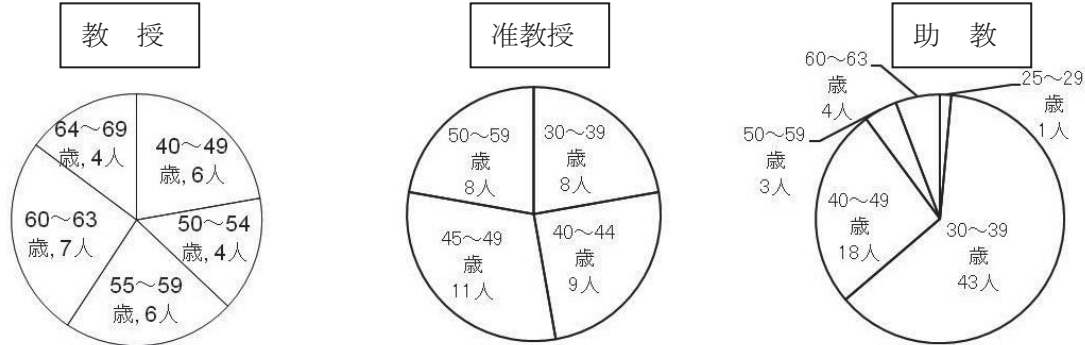 教　授
64～69
歳, 4人
40～49
歳, 6人
60～63
歳, 7人
50～54
歳, 4人
55～59
歳, 6人
准教授
50～59
歳
8人
30～39
歳
8人
45～49
歳
11人
40～44
歳
9人
助　教
60～63
歳
4人
25～29
歳
1人
50～59
歳
3人
40～49
歳
18人
30～39
歳
43人